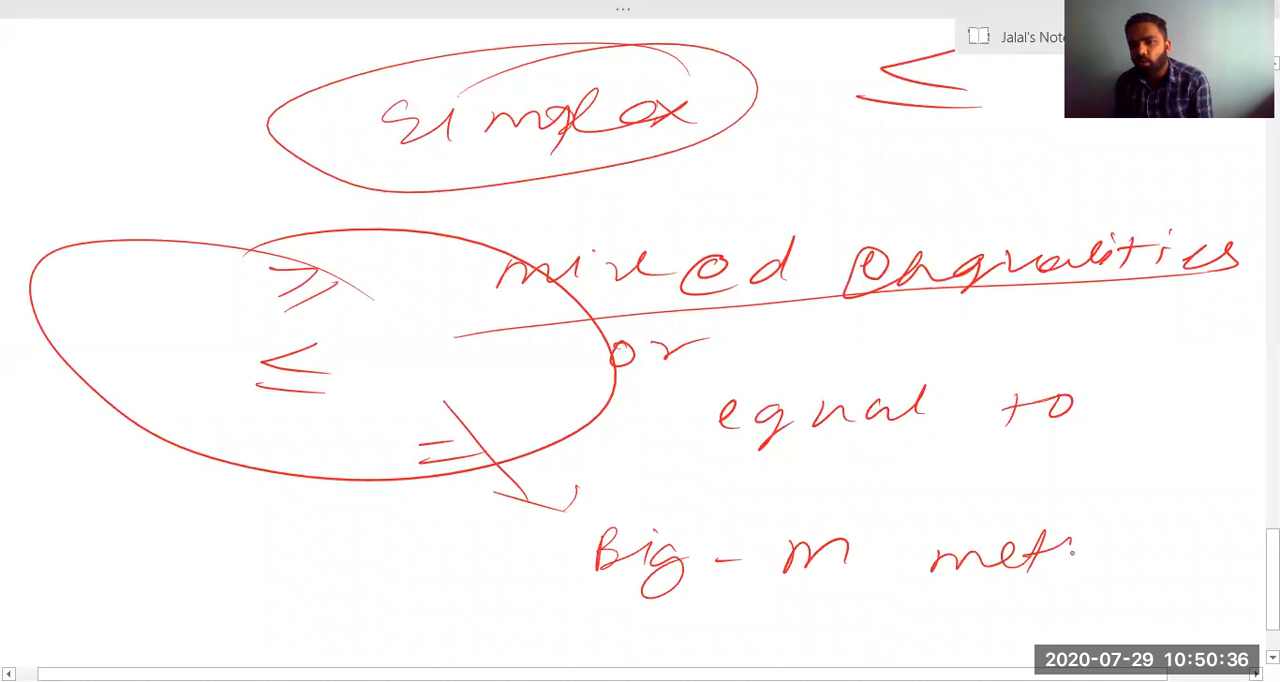 ...
Jalal's Note
≤
Simplex
≥ mixed enqualities
≤ or
equal to
=
Big - M met
2020-07-29 10:50:36